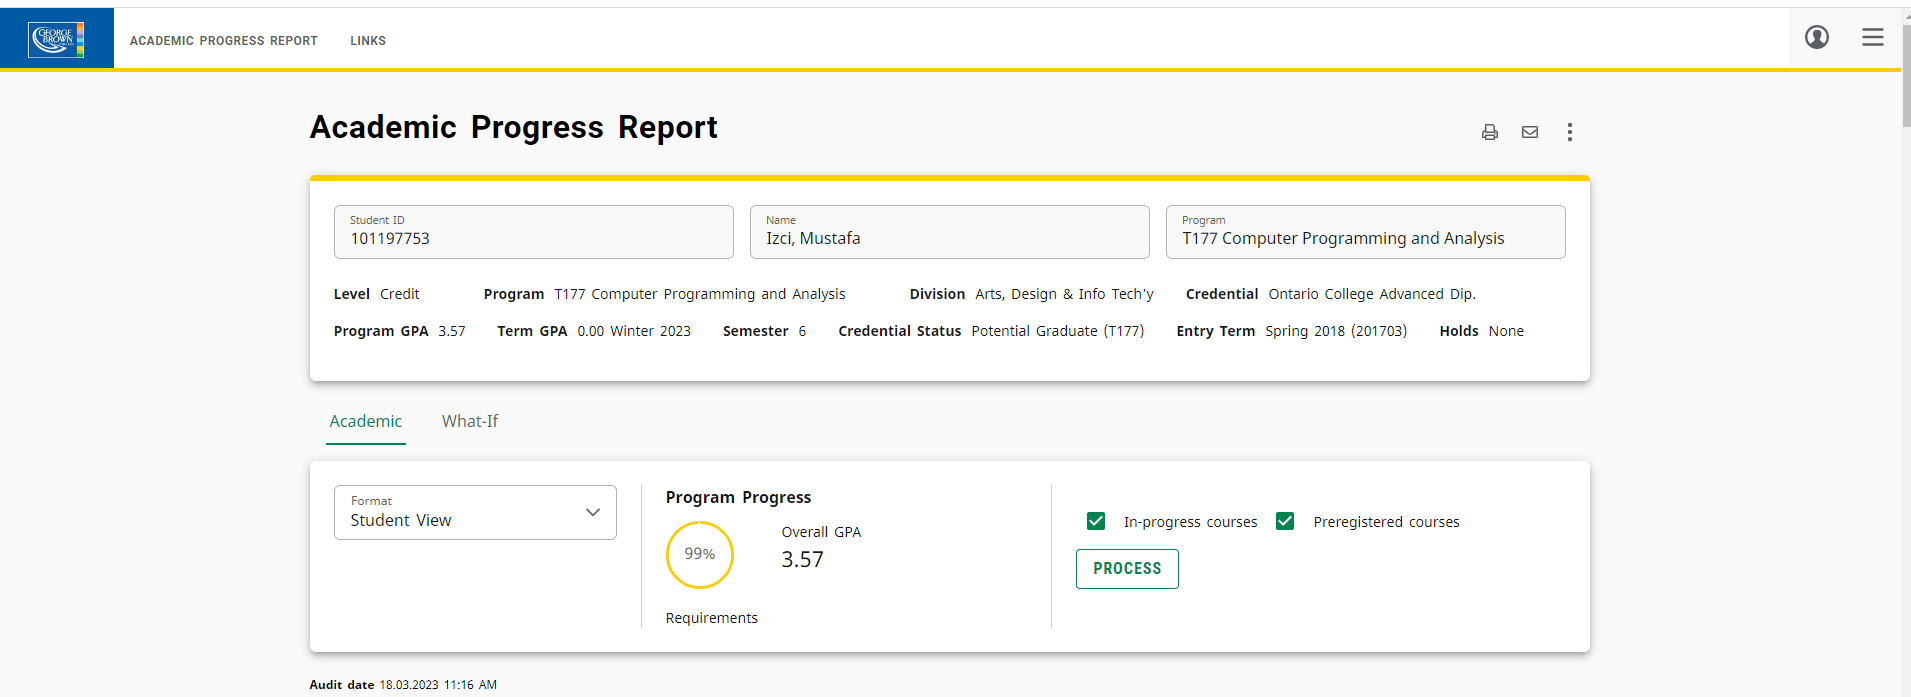 GEORGE
BROWN
ACADEMIC PROGRESS REPORT LINKS
Academic Progress Report
Student ID
101197753
Name
Izci, Mustafa
Program
T177 Computer Programming and Analysis
Level Credit Program T177 Computer Programming and Analysis Division Arts, Design & Info Tech'y Credential Ontario College Advanced Dip.
Program GPA 3.57 Term GPA 0.00 Winter 2023 Semester 6 Credential Status Potential Graduate (T177) Entry Term Spring 2018 (201703) Holds None
Academic What-If
Format
Student View
Program Progress
99%
Overall GPA
3.57
Requirements
In-progress courses Preregistered courses
PROCESS
Audit date 18.03.2023 11:16 AM